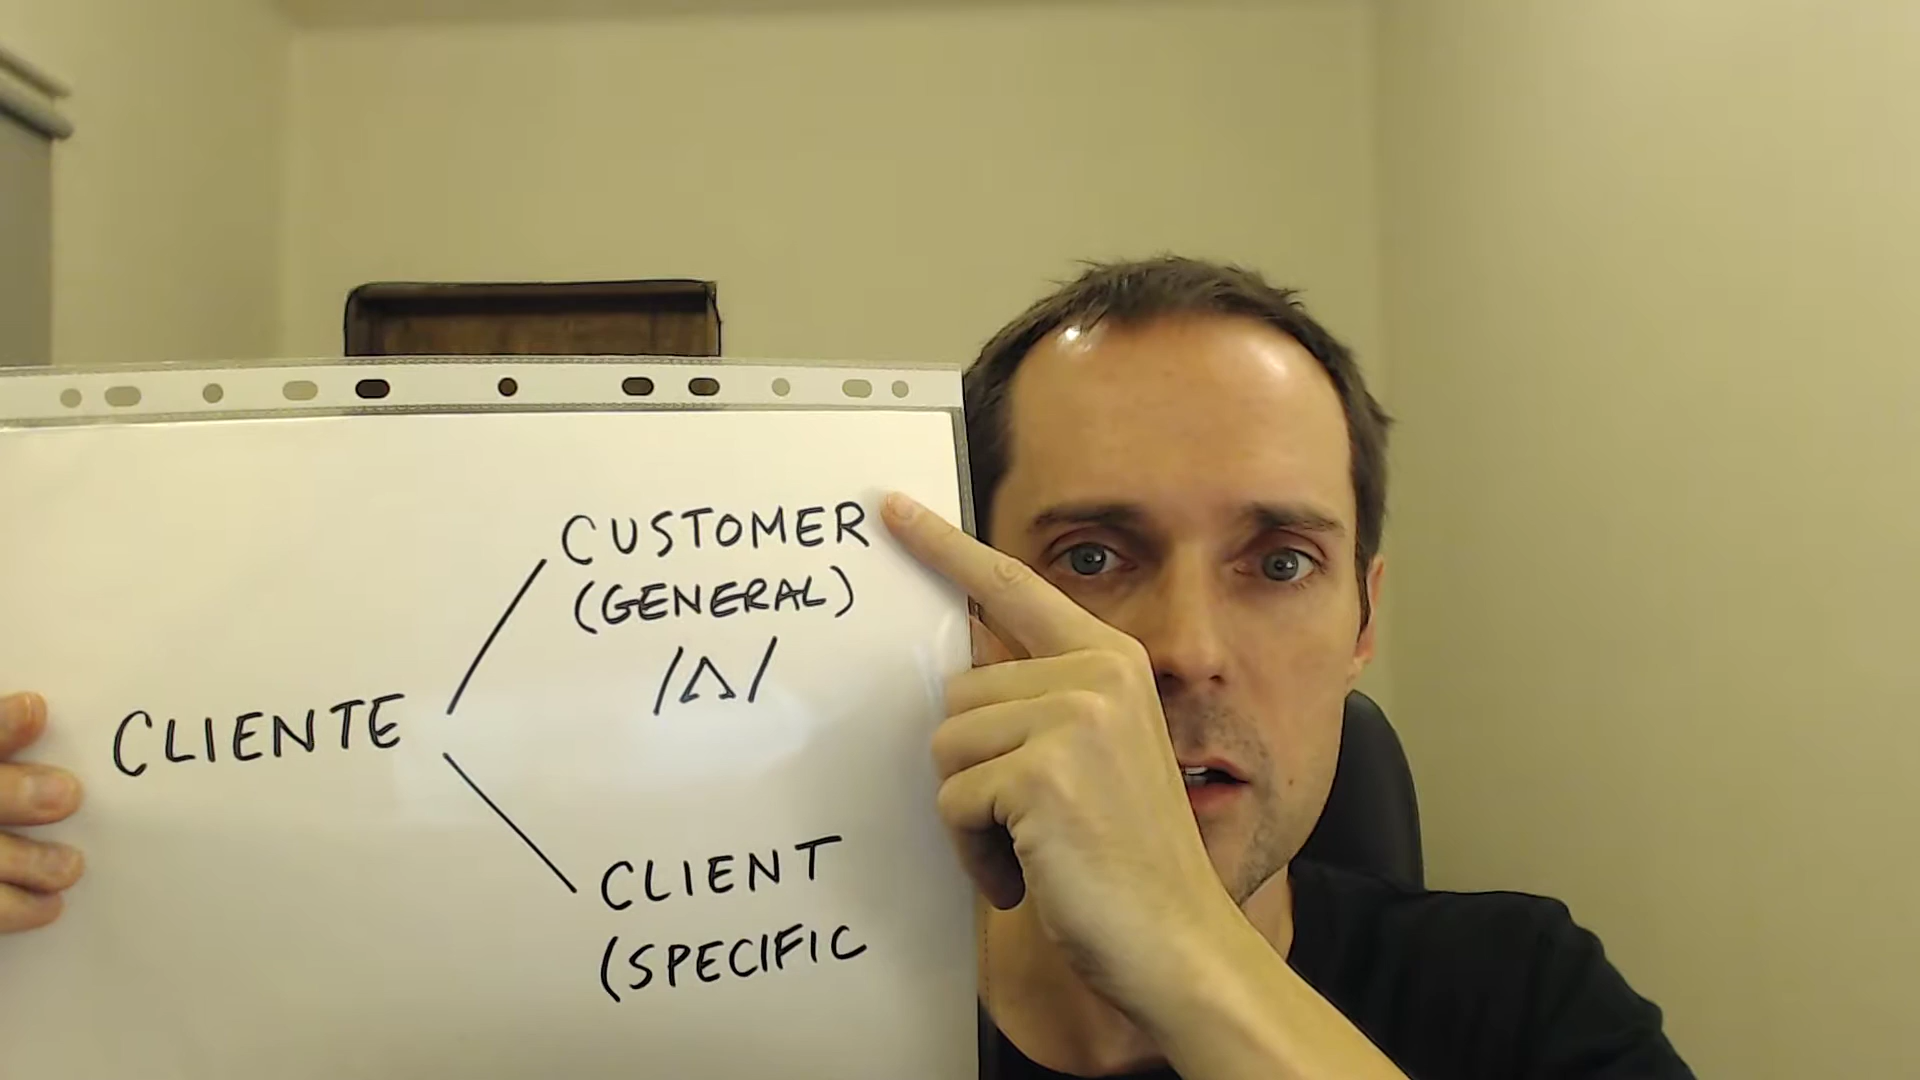 CUSTOMER
(GENERAL)
/Λ/
CLIENTE
CLIENT
(SPECIFIC